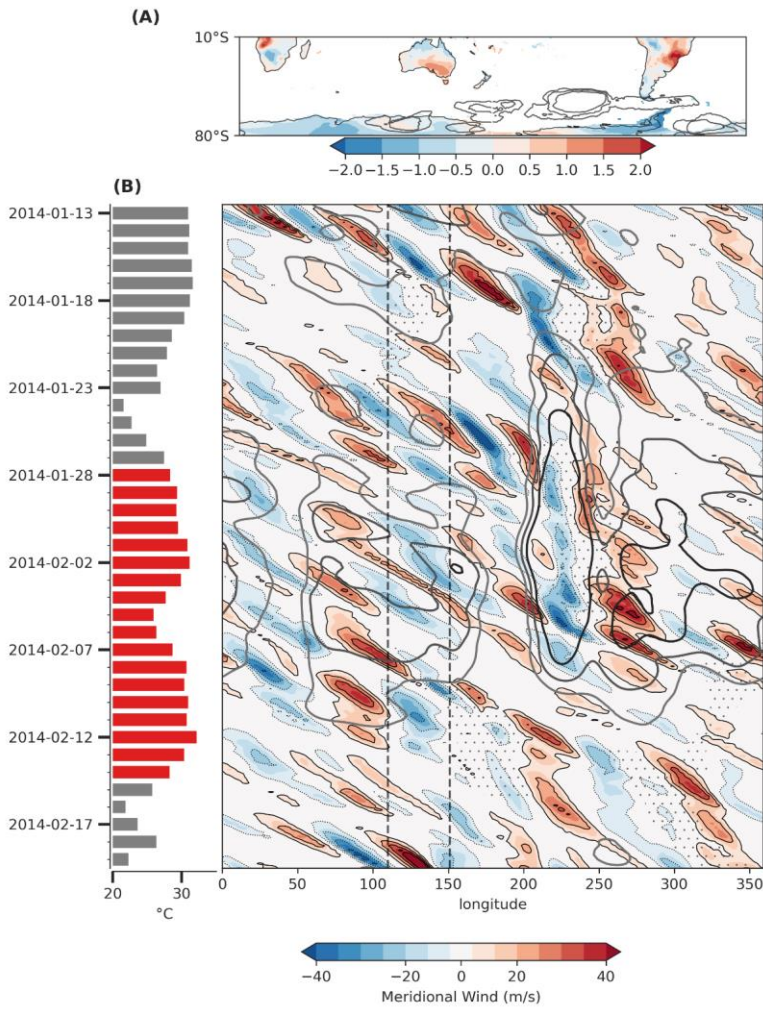 (A)
10°S
80°S
−2.0 −1.5 −1.0 −0.5 0.0 0.5 1.0 1.5 2.0
(B)
2014-01-13
2014-01-18
2014-01-23
2014-01-28
2014-02-02
2014-02-07
2014-02-12
2014-02-17
20 30
°C
0 50 100 150 200 250 300 350
longitude
−40 −20 0 20 40
Meridional Wind (m/s)